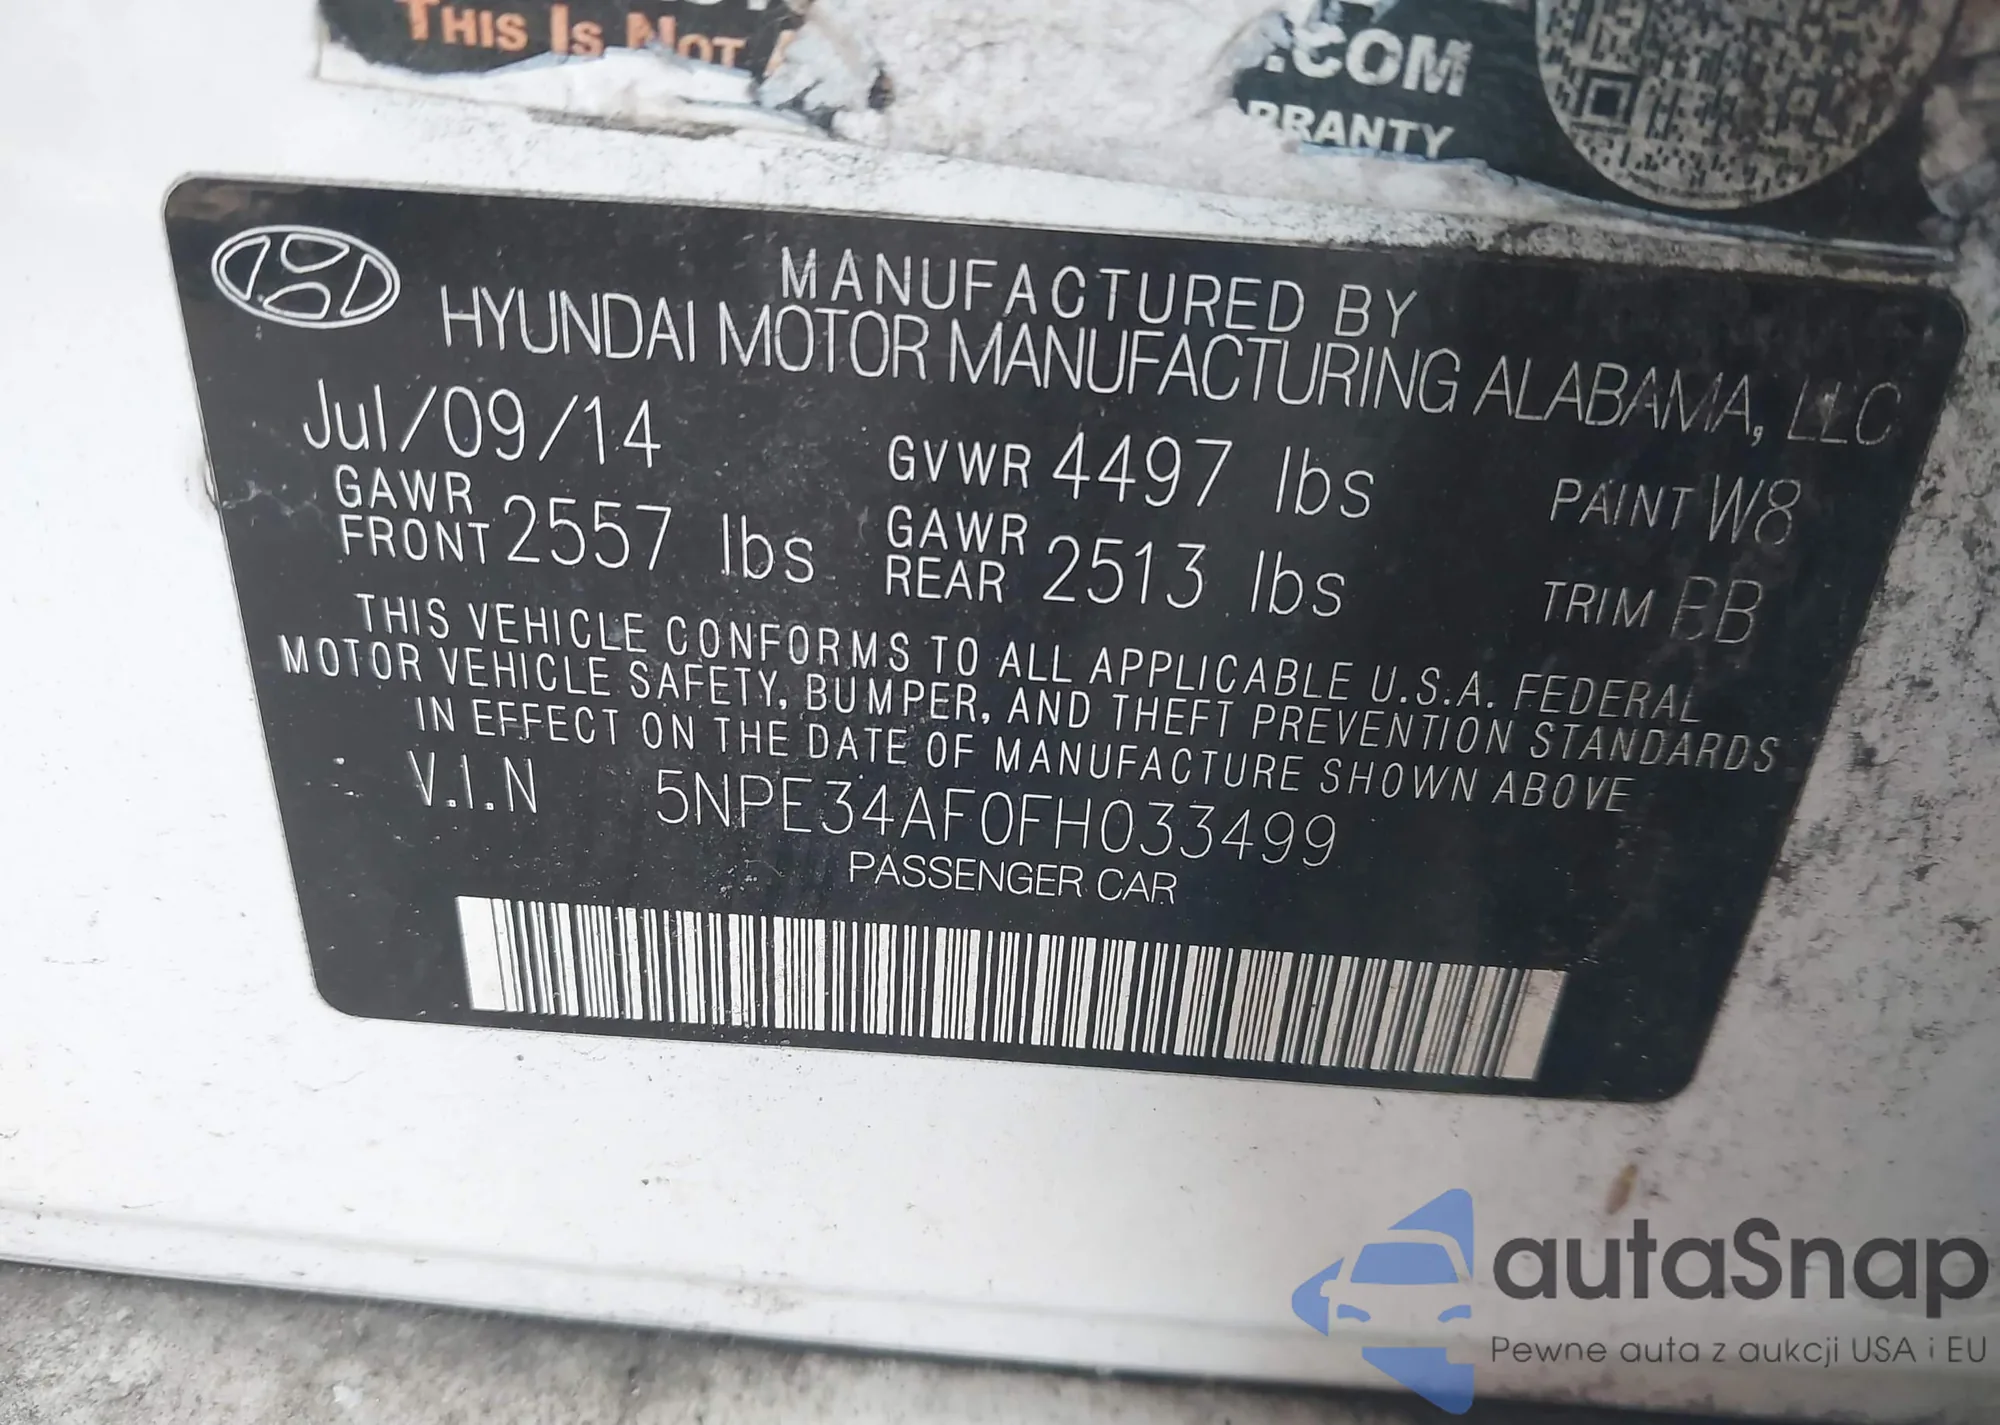 THIS IS NOT
.COM
RRANTY
MANUFACTURED BY
HYUNDAI MOTOR MANUFACTURING ALABAMA, LLC
Jul/09/14 GVWR 4497 lbs PAINT W8
GAWR FRONT 2557 lbs GAWR REAR 2513 lbs TRIM BB
THIS VEHICLE CONFORMS TO ALL APPLICABLE U.S.A. FEDERAL
MOTOR VEHICLE SAFETY, BUMPER, AND THEFT PREVENTION STANDARDS
IN EFFECT ON THE DATE OF MANUFACTURE SHOWN ABOVE
V.I.N 5NPE34AF0FH033499
PASSENGER CAR
autaSnap
Pewne auta z aukcji USA i EU